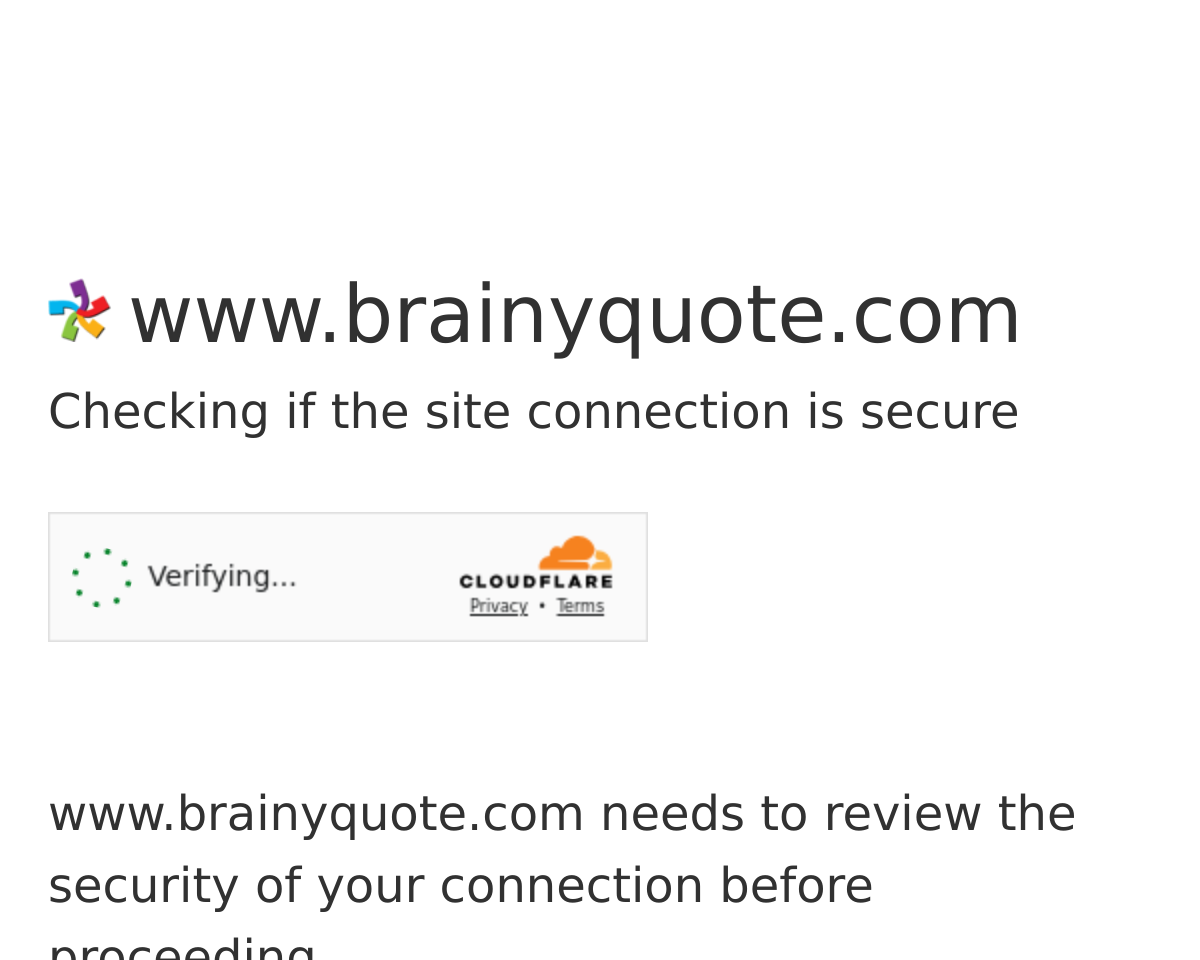 www.brainyquote.com
Checking if the site connection is secure
Verifying...
CLOUDFLARE
Privacy • Terms
www.brainyquote.com needs to review the
security of your connection before
proceeding